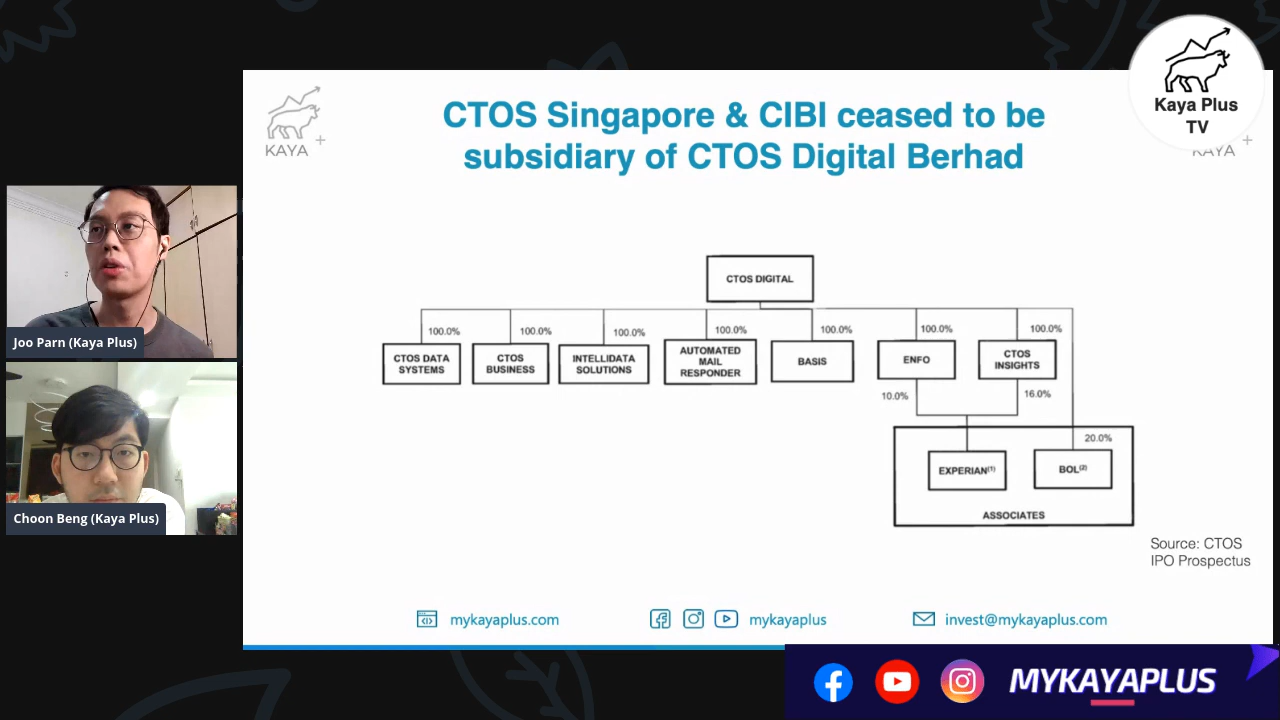 Kaya Plus
TV
KAYA +
KAYA +
CTOS Singapore & CIBI ceased to be
subsidiary of CTOS Digital Berhad
CTOS DIGITAL
100.0%
100.0%
100.0%
100.0%
100.0%
100.0%
100.0%
CTOS DATA
SYSTEMS
CTOS
BUSINESS
INTELLIDATA
SOLUTIONS
AUTOMATED
MAIL
RESPONDER
BASIS
ENFO
CTOS
INSIGHTS
10.0%
16.0%
20.0%
EXPERIAN(1)
BOL(2)
ASSOCIATES
Source: CTOS
IPO Prospectus
Joo Parn (Kaya Plus)
Choon Beng (Kaya Plus)
mykayaplus.com
mykayaplus
invest@mykayaplus.com
MYKAYAPLUS